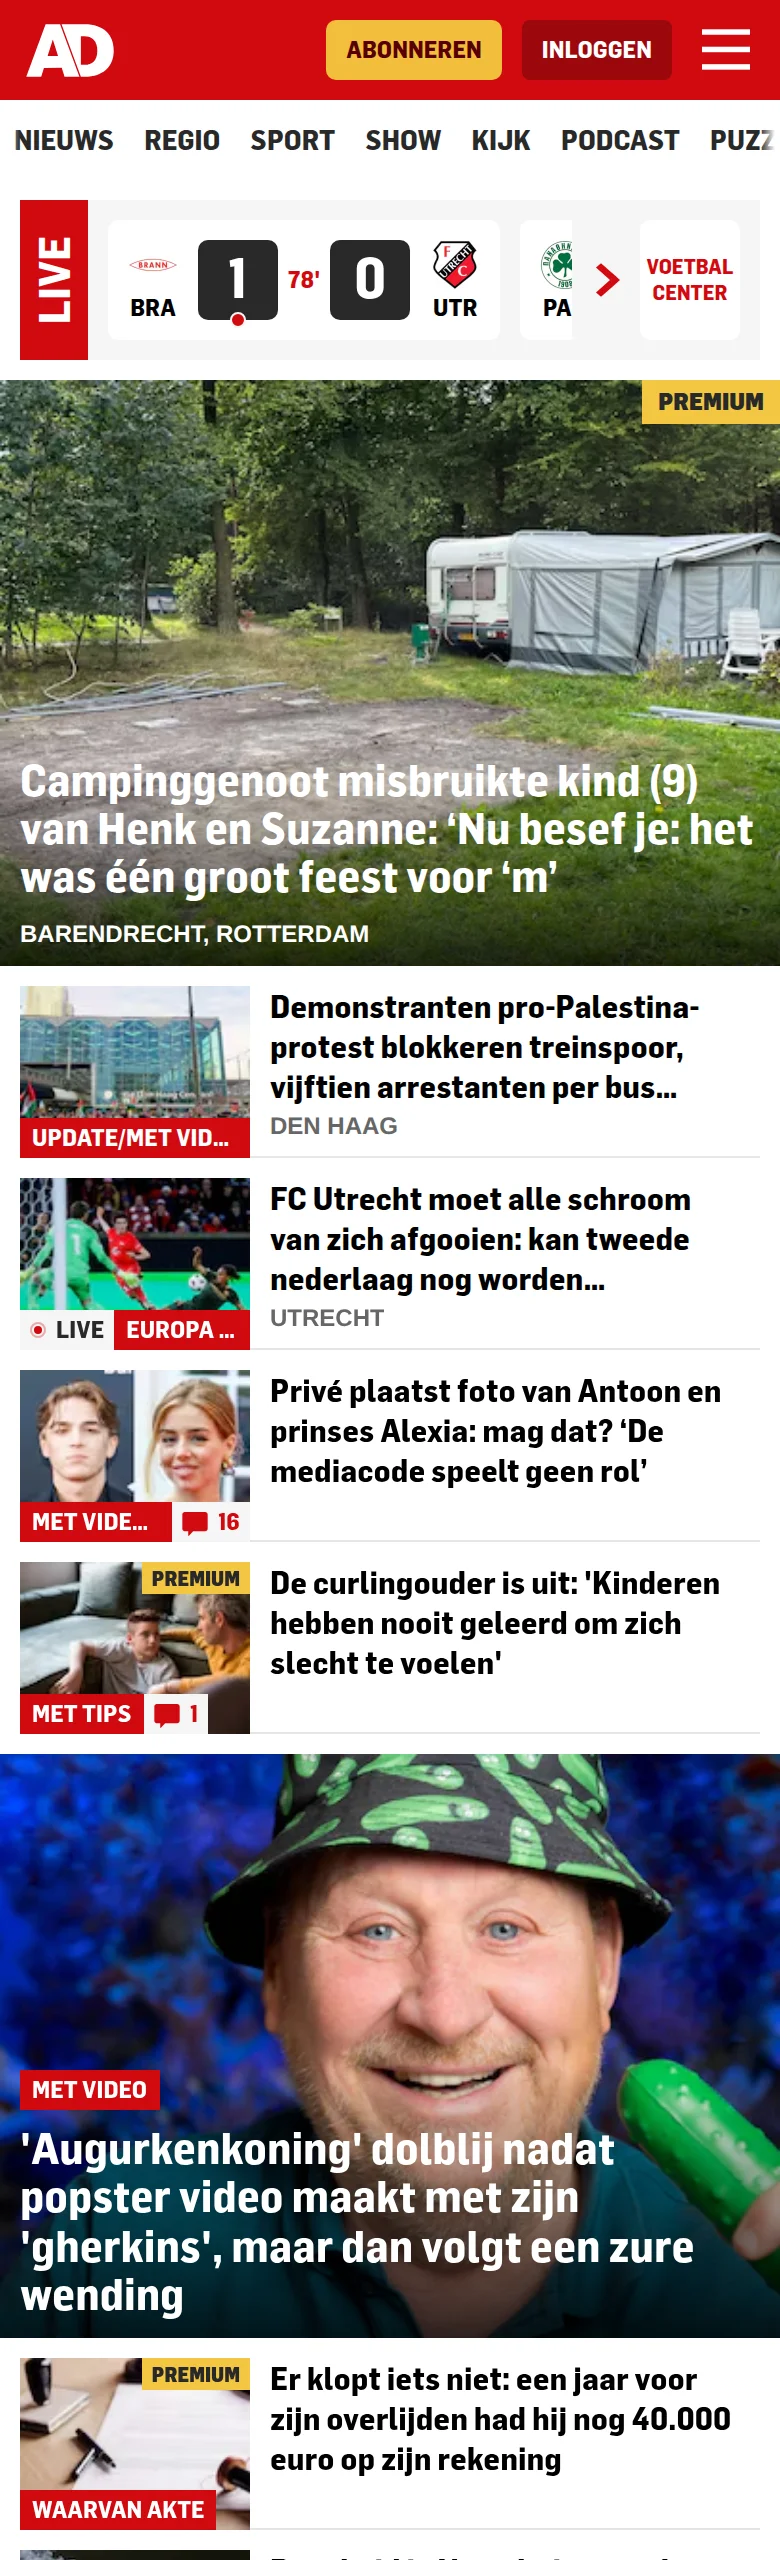 AD
ABONNEREN
INLOGGEN
NIEUWS REGIO SPORT SHOW KIJK PODCAST PUZZ
LIVE
BRANN
BRA
1
78'
0
FC UTRECHT
UTR
PA
VOETBAL
CENTER
PREMIUM
Campinggenoot misbruikte kind (9)
van Henk en Suzanne: ‘Nu besef je: het
was één groot feest voor ‘m’
BARENDRECHT, ROTTERDAM
Demonstranten pro-Palestina-
protest blokkeren treinspoor,
vijftien arrestanten per bus...
DEN HAAG
UPDATE/MET VID...
FC Utrecht moet alle schroom
van zich afgooien: kan tweede
nederlaag nog worden...
UTRECHT
LIVE EUROPA ...
Privé plaatst foto van Antoon en
prinses Alexia: mag dat? ‘De
mediacode speelt geen rol’
MET VIDE... 16
PREMIUM
De curlingouder is uit: 'Kinderen
hebben nooit geleerd om zich
slecht te voelen'
MET TIPS 1
MET VIDEO
'Augurkenkoning' dolblij nadat
popster video maakt met zijn
'gherkins', maar dan volgt een zure
wending
PREMIUM
Er klopt iets niet: een jaar voor
zijn overlijden had hij nog 40.000
euro op zijn rekening
WAARVAN AKTE